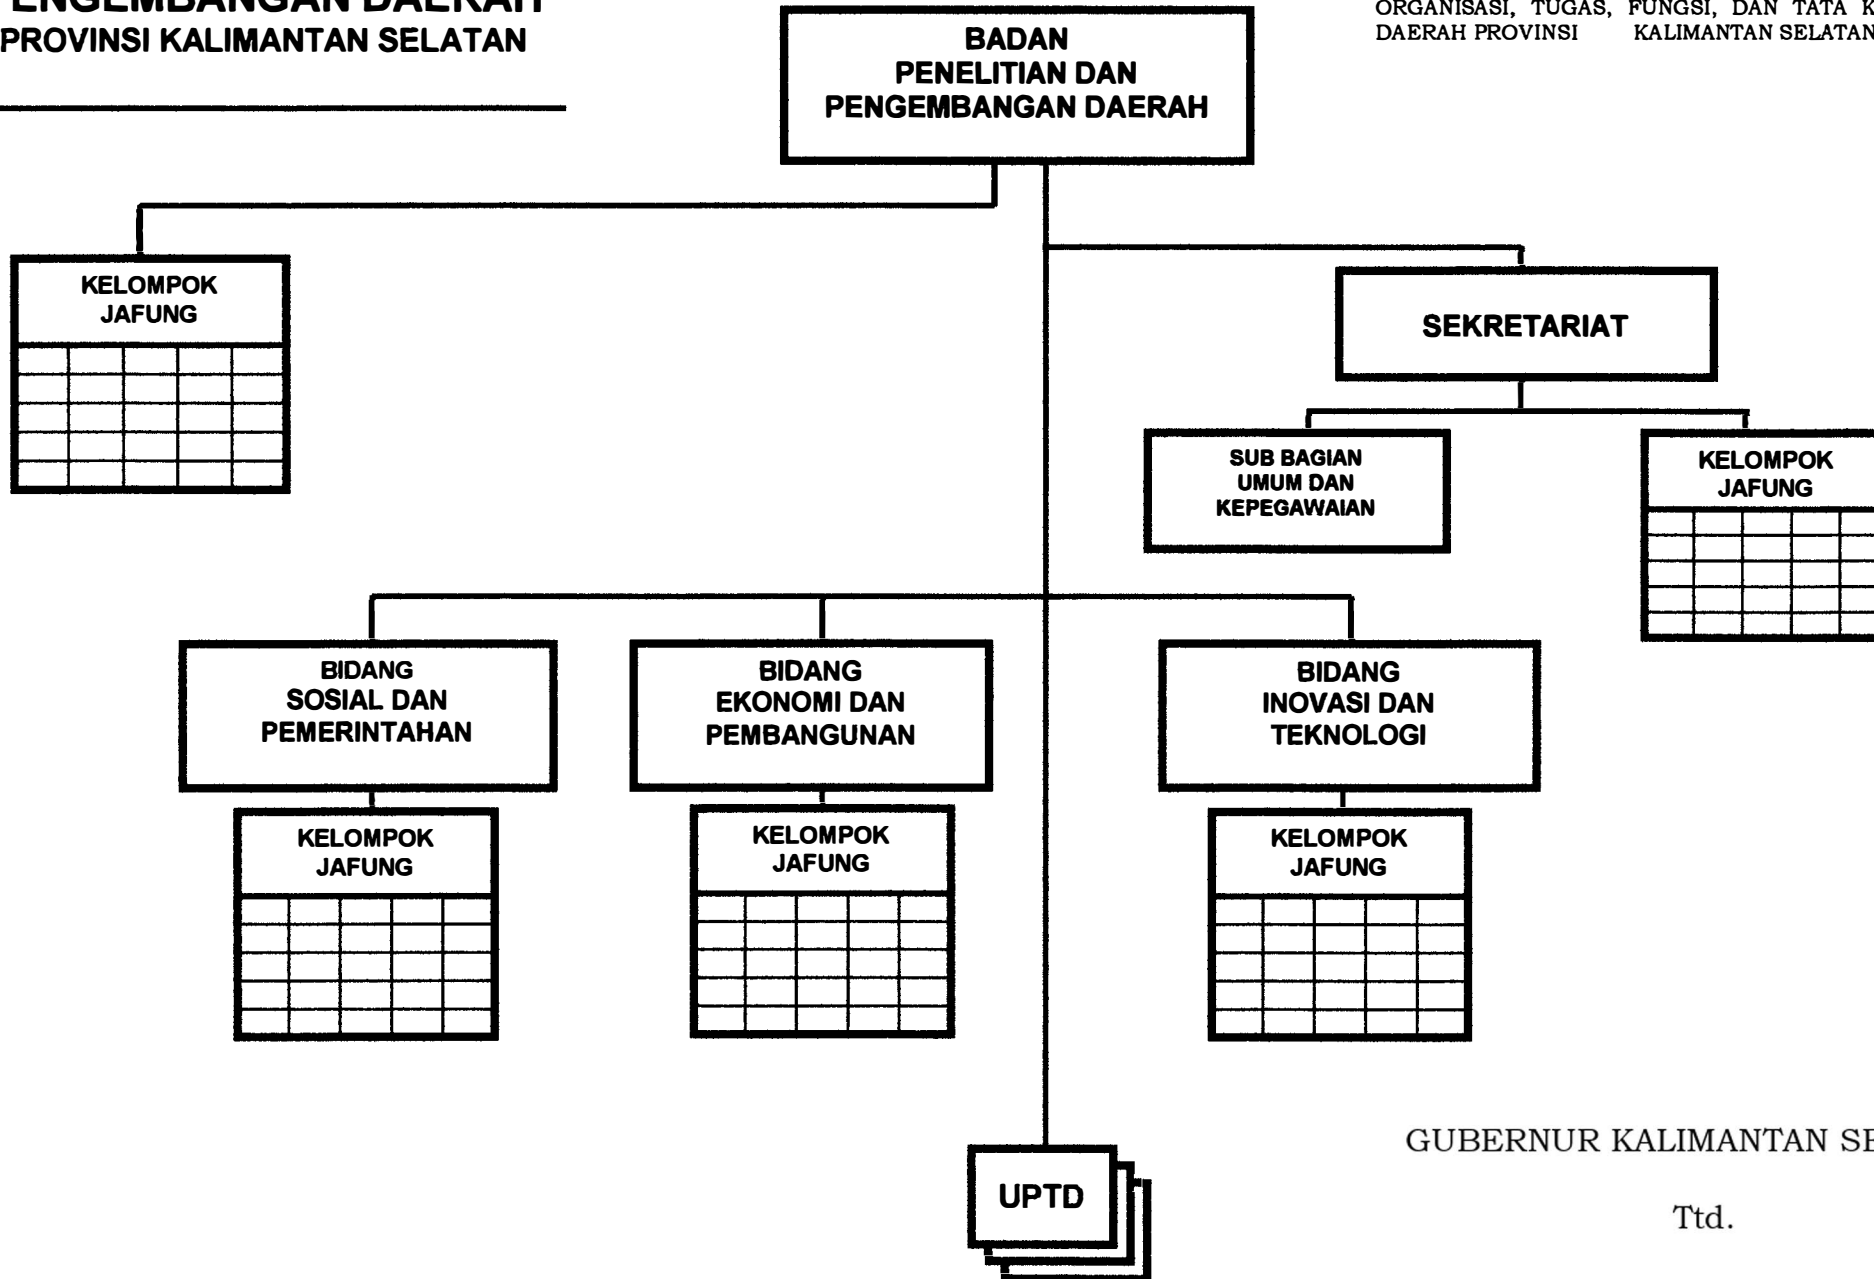 PENGEMBANGAN DAERAH
PROVINSI KALIMANTAN SELATAN
ORGANISASI, TUGAS, FUNGSI, DAN TATA K
DAERAH PROVINSI KALIMANTAN SELATAN
BADAN
PENELITIAN DAN
PENGEMBANGAN DAERAH
KELOMPOK
JAFUNG
SEKRETARIAT
SUB BAGIAN
UMUM DAN
KEPEGAWAIAN
KELOMPOK
JAFUNG
BIDANG
SOSIAL DAN
PEMERINTAHAN
BIDANG
EKONOMI DAN
PEMBANGUNAN
BIDANG
INOVASI DAN
TEKNOLOGI
KELOMPOK
JAFUNG
KELOMPOK
JAFUNG
KELOMPOK
JAFUNG
UPTD
GUBERNUR KALIMANTAN SE
Ttd.